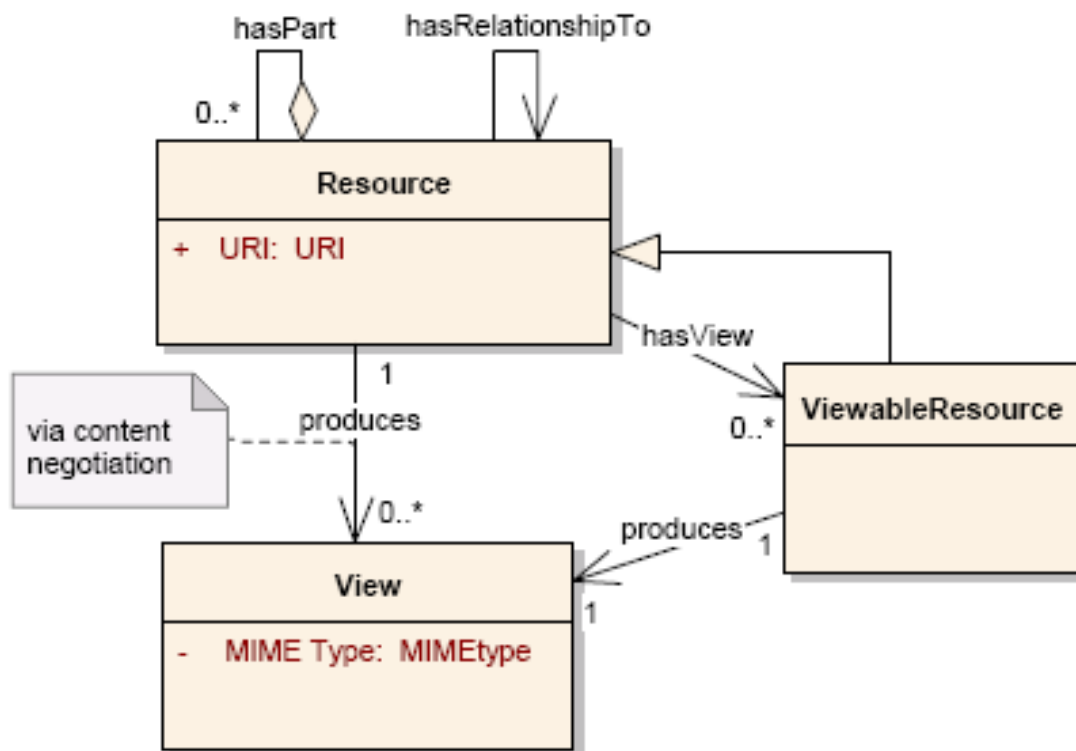 hasPart
hasRelationshipTo
0..*
Resource
+ URI: URI
hasView
1
via content
negotiation
produces
ViewableResource
0..*
0..*
produces
1
View
1
- MIME Type: MIMEtype